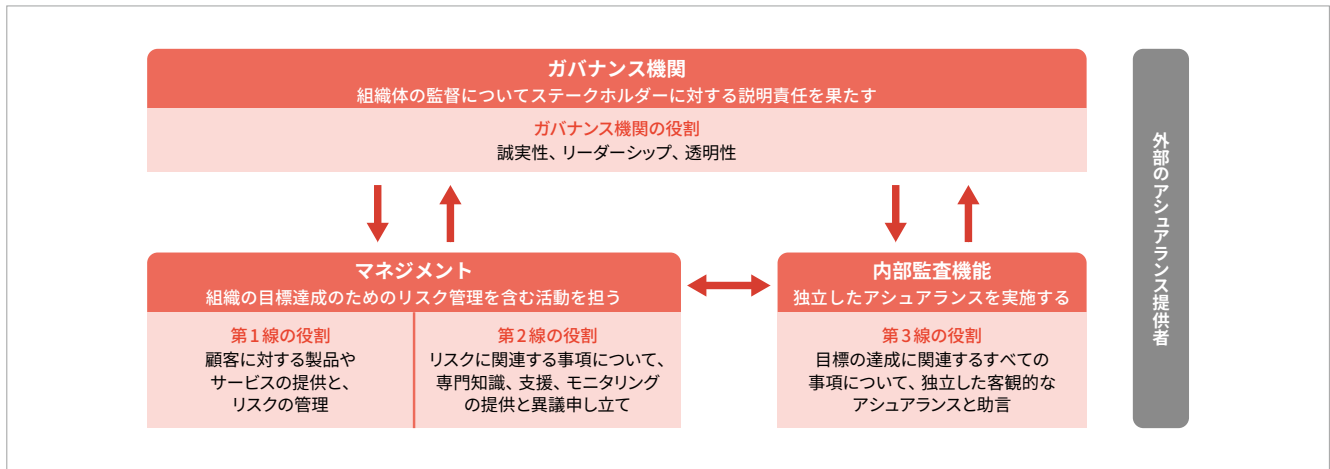 ガバナンス機関
組織体の監督についてステークホルダーに対する説明責任を果たす
ガバナンス機関の役割
誠実性、リーダーシップ、透明性
マネジメント
組織の目標達成のためのリスク管理を含む活動を担う
第1線の役割
顧客に対する製品や
サービスの提供と、
リスクの管理
第2線の役割
リスクに関連する事項について、
専門知識、支援、モニタリング
の提供と異議申し立て
内部監査機能
独立したアシュアランスを実施する
第3線の役割
目標の達成に関連するすべての
事項について、独立した客観的な
アシュアランスと助言
外部のアシュアランス提供者